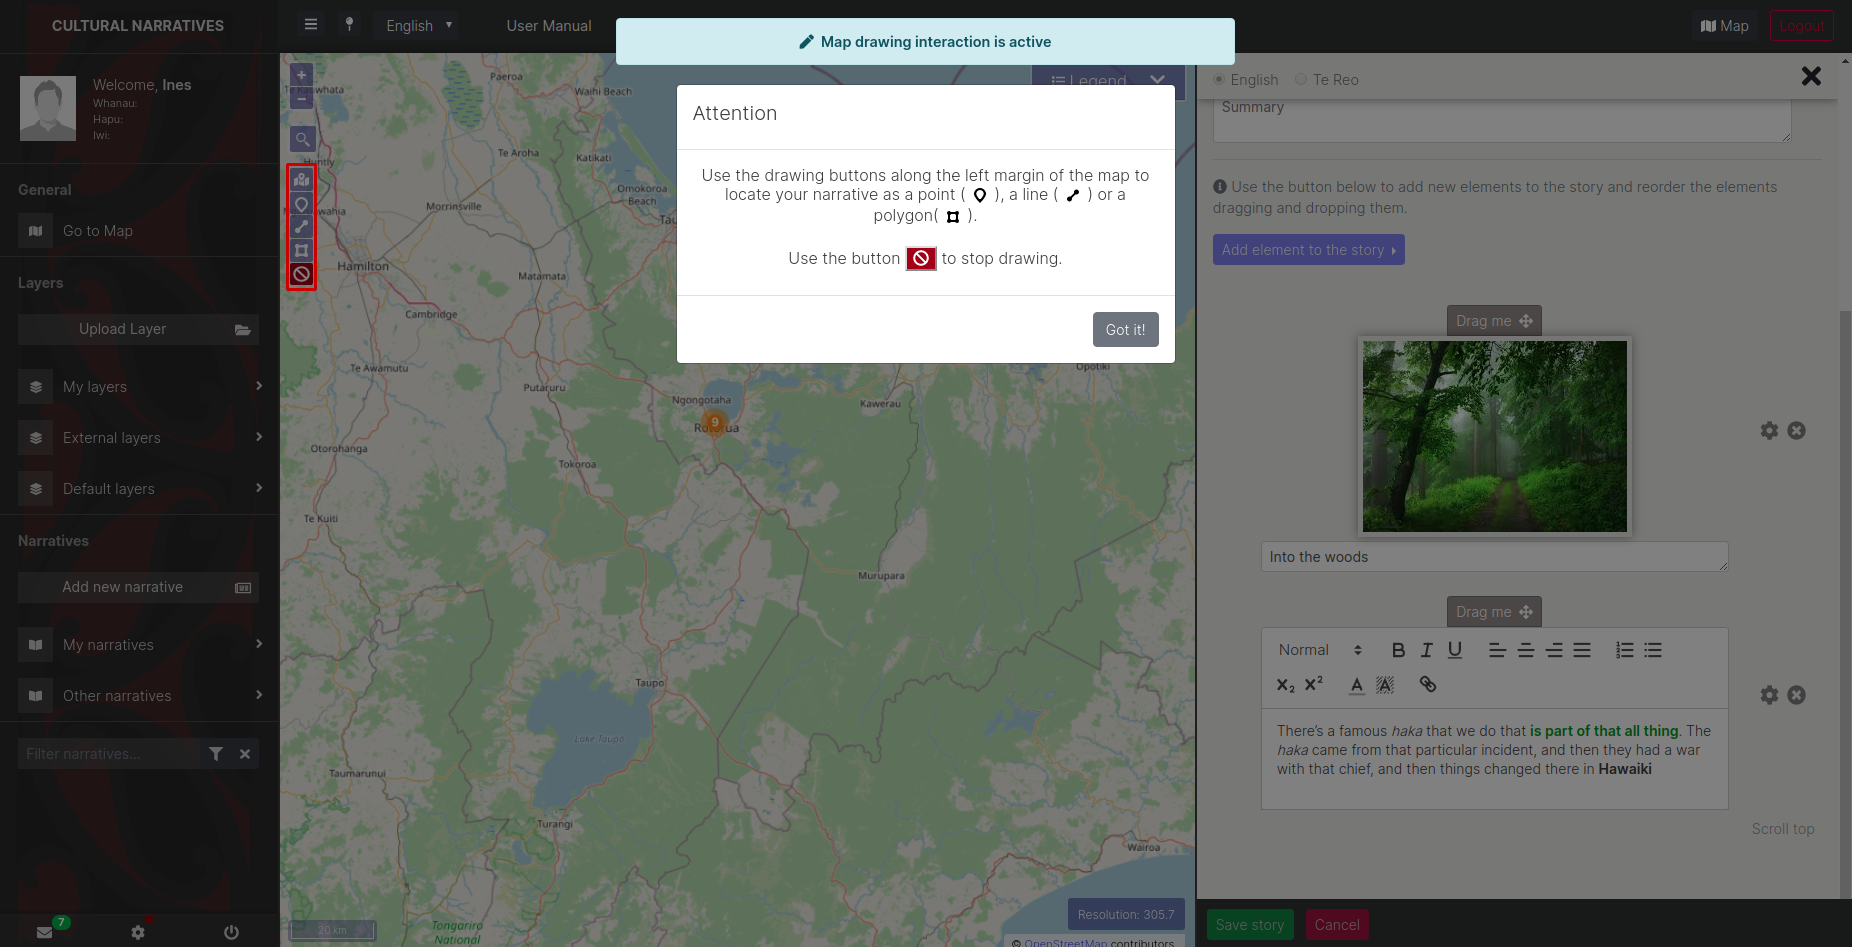 CULTURAL NARRATIVES
English
User Manual
Map
Logout
Map drawing interaction is active
Welcome, Ines
Whanau:
Hapu:
Iwi:
General
Go to Map
Layers
Upload Layer
My layers
External layers
Default layers
Narratives
Add new narrative
My narratives
Other narratives
Filter narratives...
7
+
−
Legend
Attention
Use the drawing buttons along the left margin of the map to
locate your narrative as a point ( ), a line ( ) or a
polygon( ).
Use the button to stop drawing.
Got it!
Paeroa
Waihi Beach
Te Kauwhata
Huntly
Te Aroha
Katikati
Omokoroa
Morrinsville
Hamilton
Matamata
Cambridge
Te Awamutu
Putaruru
Opotiki
Ngongotaha
Kawerau
9
Rotorua
Otorohanga
Tokoroa
Te Kuiti
Murupara
Taupo
Lake Taupo
Taumarunui
Turangi
Wairoa
Tongariro
National
20 km
Resolution: 305.7
© OpenStreetMap contributors
English
Te Reo
Summary
Use the button below to add new elements to the story and reorder the elements
dragging and dropping them.
Add element to the story
Drag me
Into the woods
Drag me
Normal
There's a famous haka that we do that is part of that all thing. The
haka came from that particular incident, and then they had a war
with that chief, and then things changed there in Hawaiki
Scroll top
Save story
Cancel